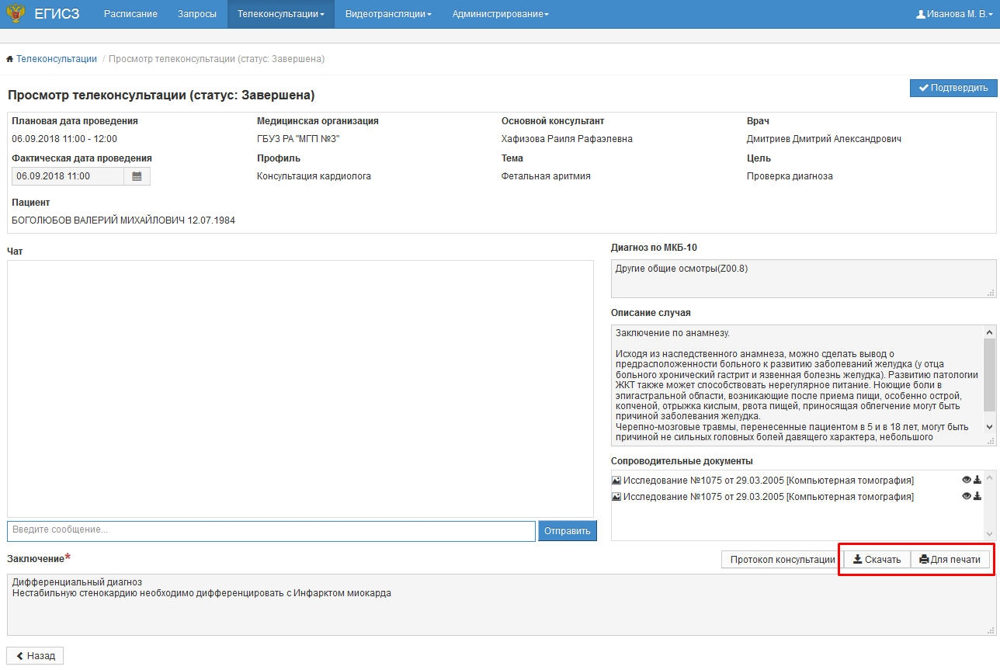 ЕГИСЗ Расписание Запросы Телеконсультации Видеотрансляции Администрирование Иванова М. В.
Телеконсультации / Просмотр телеконсультации (статус: Завершена)
Подтвердить
Просмотр телеконсультации (статус: Завершена)
Плановая дата проведения Медицинская организация Основной консультант Врач
06.09.2018 11:00 - 12:00 ГБУЗ РА "МГП №3" Хафизова Раиля Рафаэлевна Дмитриев Дмитрий Александрович
Фактическая дата проведения Профиль Тема Цель
06.09.2018 11:00 Консультация кардиолога Фетальная аритмия Проверка диагноза
Пациент
БОГОЛЮБОВ ВАЛЕРИЙ МИХАЙЛОВИЧ 12.07.1984
Чат
Введите сообщение...
Отправить
Диагноз по МКБ-10
Другие общие осмотры(Z00.8)
Описание случая
Заключение по анамнезу.
Исходя из наследственного анамнеза, можно сделать вывод о
предрасположенности больного к развитию заболеваний желудка (у отца
больного хронический гастрит и язвенная болезнь желудка). Развитию патологии
ЖКТ также может способствовать нерегулярное питание. Ноющие боли в
эпигастральной области, возникающие после приема пищи, особенно острой,
копченой, отрыжка кислым, рвота пищей, приносящая облегчение могут быть
причиной заболевания желудка.
Черепно-мозговые травмы, перенесенные пациентом в 5 и в 18 лет, могут быть
причиной не сильных головных болей давящего характера, небольшого
Сопроводительные документы
Исследование №1075 от 29.03.2005 [Компьютерная томография]
Исследование №1075 от 29.03.2005 [Компьютерная томография]
Заключение*
Протокол консультации Скачать Для печати
Дифференциальный диагноз
Нестабильную стенокардию необходимо дифференцировать с Инфарктом миокарда
Назад